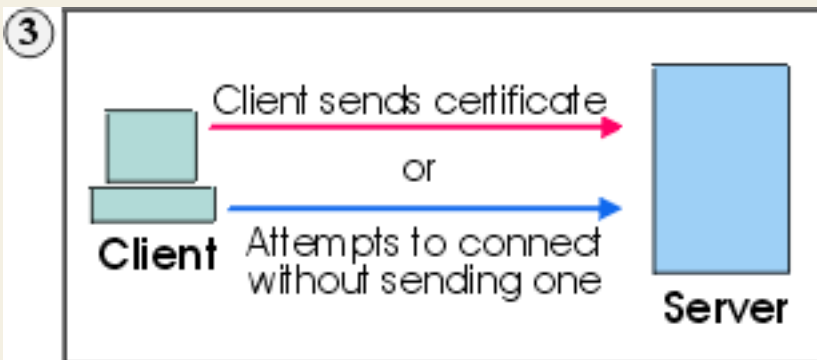 3
Client sends certificate
or
Attempts to connect
without sending one
Client
Server